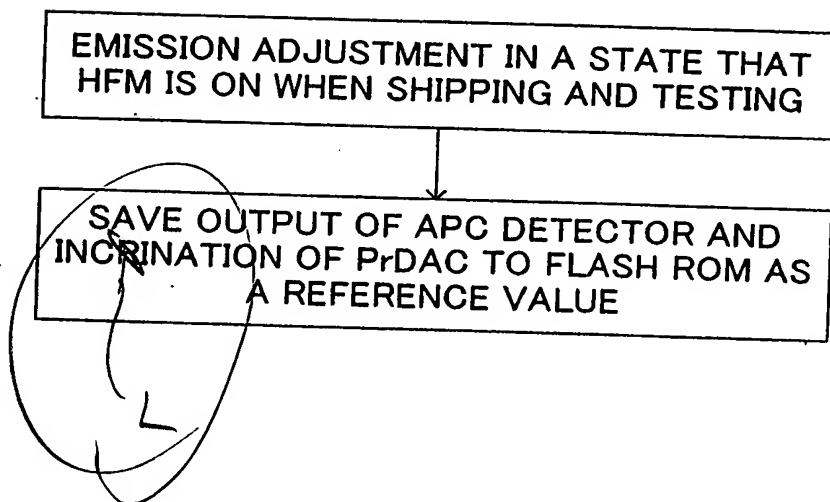 EMISSION ADJUSTMENT IN A STATE THAT
HFM IS ON WHEN SHIPPING AND TESTING
SAVE OUTPUT OF APC DETECTOR AND
INCRINATION OF PrDAC TO FLASH ROM AS
A REFERENCE VALUE
L